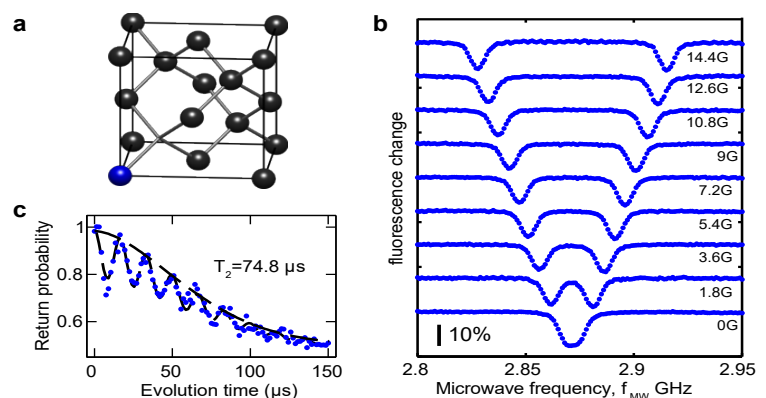 a
b
14.4G
12.6G
10.8G
9G
7.2G
5.4G
3.6G
1.8G
0G
10%
fluorescence change
2.8
2.85
2.9
2.95
Microwave frequency, f_MW GHz
c
Return probability
1
0.8
0.6
T_2=74.8 µs
0
50
100
150
Evolution time (µs)